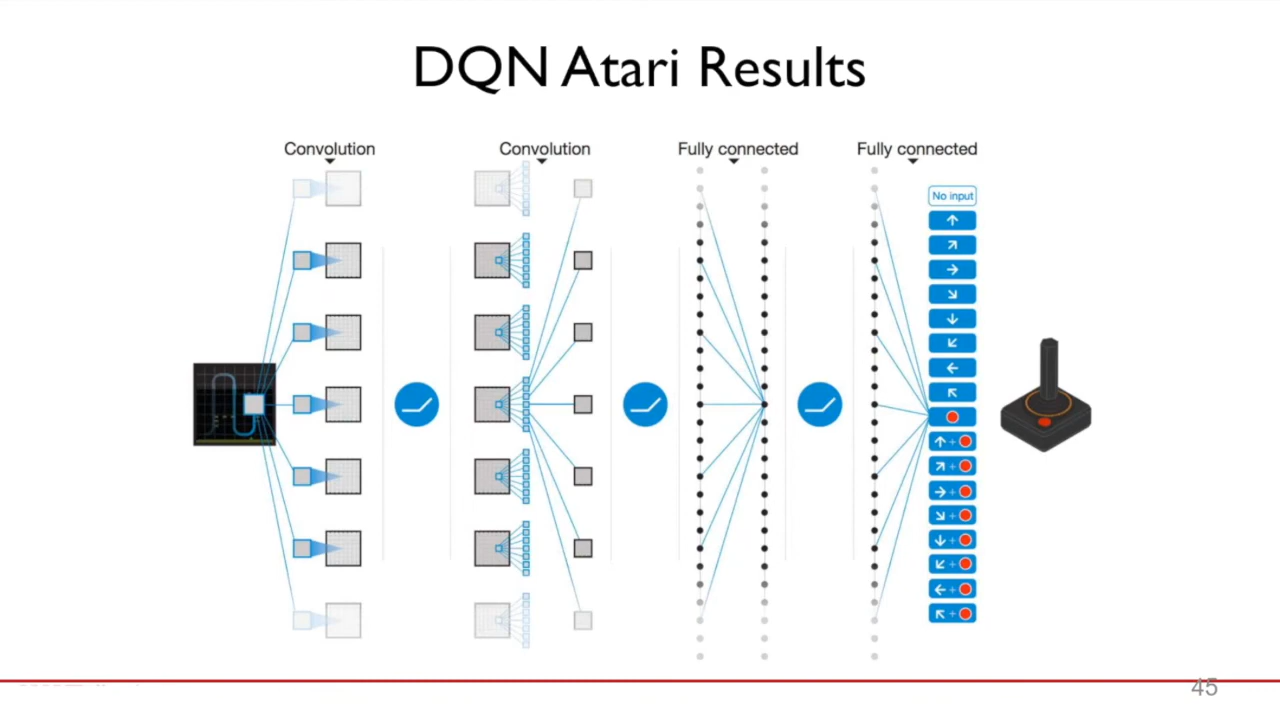 DQN Atari Results
Convolution
Convolution
Fully connected
Fully connected
No input
↑
↗
→
↘
↓
↙
←
↖
↑+
↗+
→+
↘+
↓+
↙+
←+
↖+
45